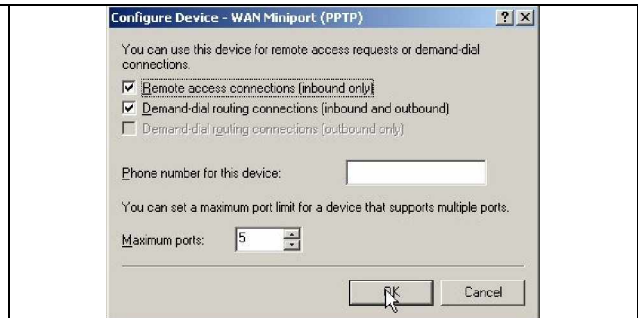 Configure Device - WAN Miniport (PPTP)
You can use this device for remote access requests or demand-dial
connections.
Remote access connections (inbound only)
Demand-dial routing connections (inbound and outbound)
Demand-dial routing connections (outbound only)
Phone number for this device:
You can set a maximum port limit for a device that supports multiple ports.
Maximum ports: 5
OK Cancel